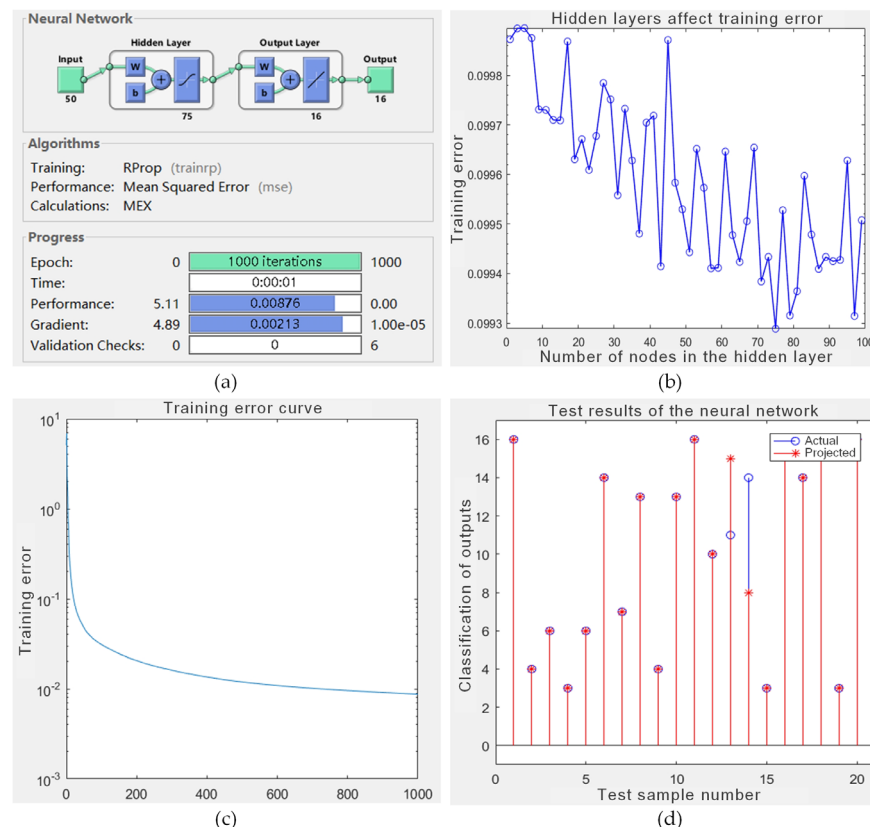 Neural Network
Hidden Layer
Output Layer
Input
Output
W
b
+
W
b
+
50
75
16
16
Algorithms
Training: RProp (trainrp)
Performance: Mean Squared Error (mse)
Calculations: MEX
Progress
Epoch: 0 1000 iterations 1000
Time: 0:00:01
Performance: 5.11 0.00876 0.00
Gradient: 4.89 0.00213 1.00e-05
Validation Checks: 0 0 6
(a)
Hidden layers affect training error
Training error
0.0998
0.0997
0.0996
0.0995
0.0994
0.0993
0 10 20 30 40 50 60 70 80 90 100
Number of nodes in the hidden layer
(b)
Training error curve
Training error
10^1
10^0
10^-1
10^-2
10^-3
0 200 400 600 800 1000
(c)
Test results of the neural network
Actual
Projected
Classification of outputs
16
14
12
10
8
6
4
2
0
0 5 10 15 20
Test sample number
(d)